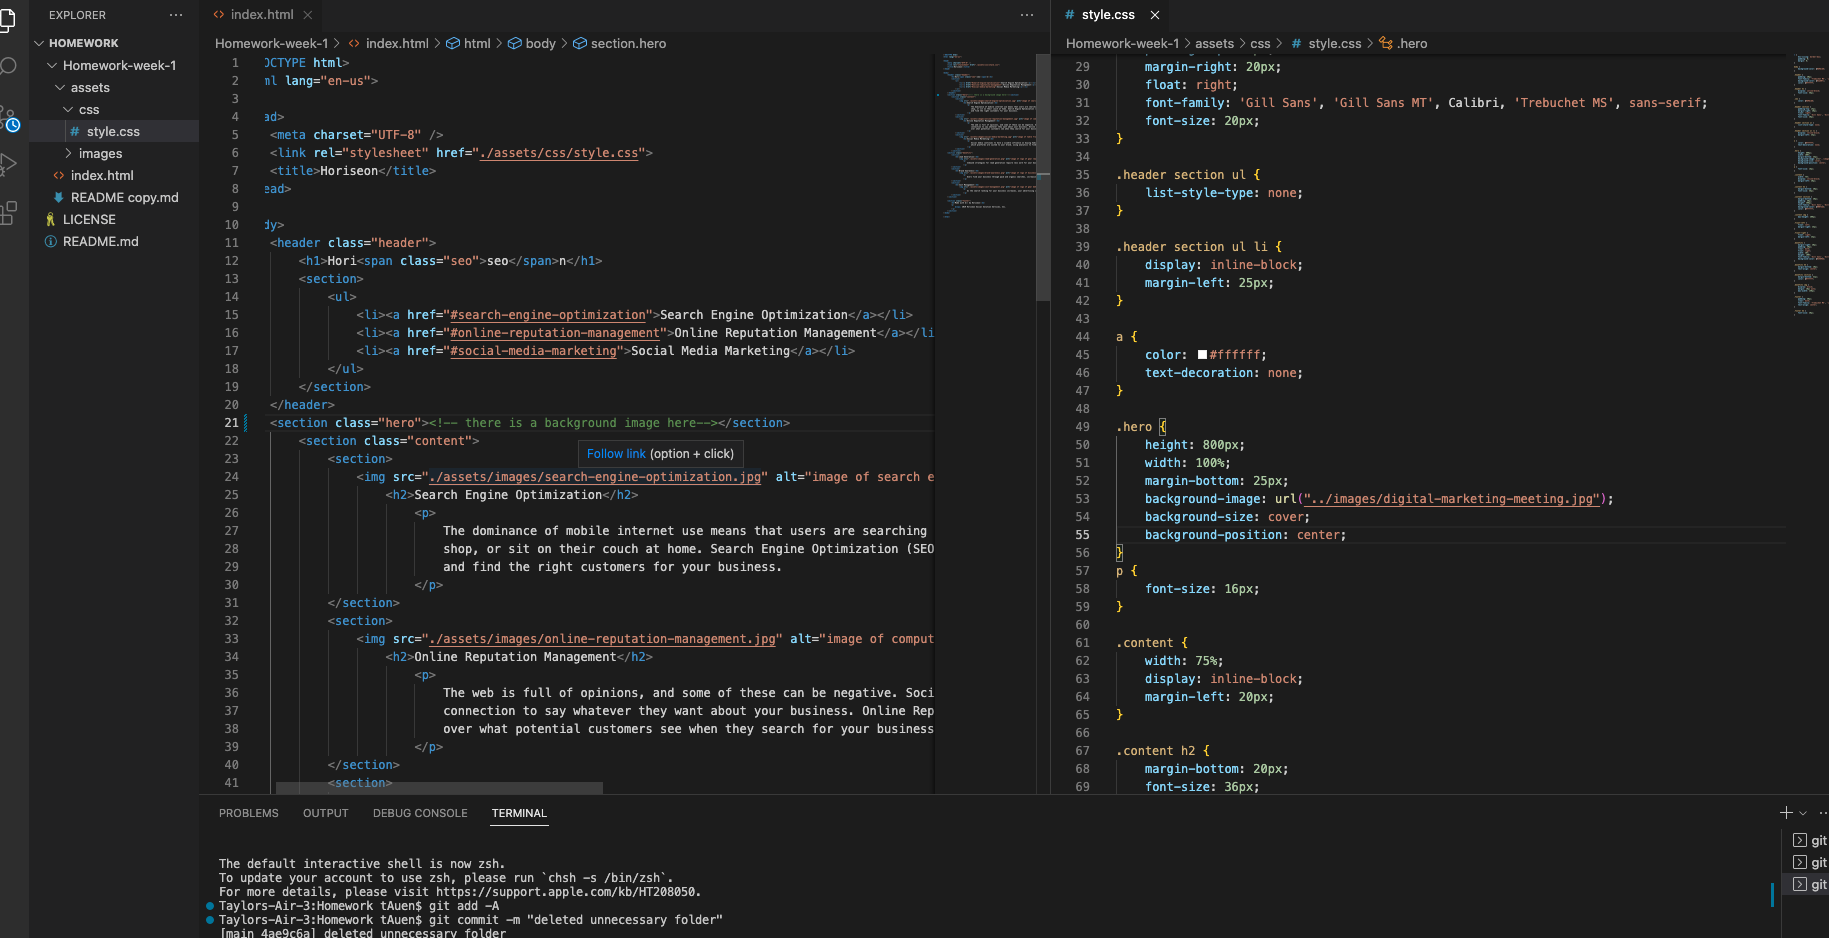 EXPLORER
HOMEWORK
Homework-week-1
assets
css
# style.css
images
<> index.html
README copy.md
LICENSE
README.md
<> index.html
Homework-week-1 > <> index.html > html > body > section.hero
1 OCTYPE html>
2 ml lang="en-us">
3
4 ad>
5 <meta charset="UTF-8" />
6 <link rel="stylesheet" href="./assets/css/style.css">
7 <title>Horiseon</title>
8 ead>
9
10 dy>
11 <header class="header">
12 <h1>Hori<span class="seo">seo</span>n</h1>
13 <section>
14 <ul>
15 <li><a href="#search-engine-optimization">Search Engine Optimization</a></li>
16 <li><a href="#online-reputation-management">Online Reputation Management</a></li
17 <li><a href="#social-media-marketing">Social Media Marketing</a></li>
18 </ul>
19 </section>
20 </header>
21 <section class="hero"><!-- there is a background image here--></section>
22 <section class="content">
23 <section>
Follow link (option + click)
24 <img src="./assets/images/search-engine-optimization.jpg" alt="image of search e
25 <h2>Search Engine Optimization</h2>
26 <p>
27 The dominance of mobile internet use means that users are searching
28 shop, or sit on their couch at home. Search Engine Optimization (SEO
29 and find the right customers for your business.
30 </p>
31 </section>
32 <section>
33 <img src="./assets/images/online-reputation-management.jpg" alt="image of comput
34 <h2>Online Reputation Management</h2>
35 <p>
36 The web is full of opinions, and some of these can be negative. Soci
37 connection to say whatever they want about your business. Online Rep
38 over what potential customers see when they search for your business
39 </p>
40 </section>
41 <section>
# style.css
Homework-week-1 > assets > css > # style.css > .hero
29 margin-right: 20px;
30 float: right;
31 font-family: 'Gill Sans', 'Gill Sans MT', Calibri, 'Trebuchet MS', sans-serif;
32 font-size: 20px;
33 }
34
35 .header section ul {
36 list-style-type: none;
37 }
38
39 .header section ul li {
40 display: inline-block;
41 margin-left: 25px;
42 }
43
44 a {
45 color: #ffffff;
46 text-decoration: none;
47 }
48
49 .hero {
50 height: 800px;
51 width: 100%;
52 margin-bottom: 25px;
53 background-image: url("../images/digital-marketing-meeting.jpg");
54 background-size: cover;
55 background-position: center;
56 }
57 p {
58 font-size: 16px;
59 }
60
61 .content {
62 width: 75%;
63 display: inline-block;
64 margin-left: 20px;
65 }
66
67 .content h2 {
68 margin-bottom: 20px;
69 font-size: 36px;
PROBLEMS OUTPUT DEBUG CONSOLE TERMINAL
The default interactive shell is now zsh.
To update your account to use zsh, please run `chsh -s /bin/zsh`.
For more details, please visit https://support.apple.com/kb/HT208050.
Taylors-Air-3:Homework tAuen$ git add -A
Taylors-Air-3:Homework tAuen$ git commit -m "deleted unnecessary folder"
[main 4ae9c6a] deleted unnecessary folder
git
git
git